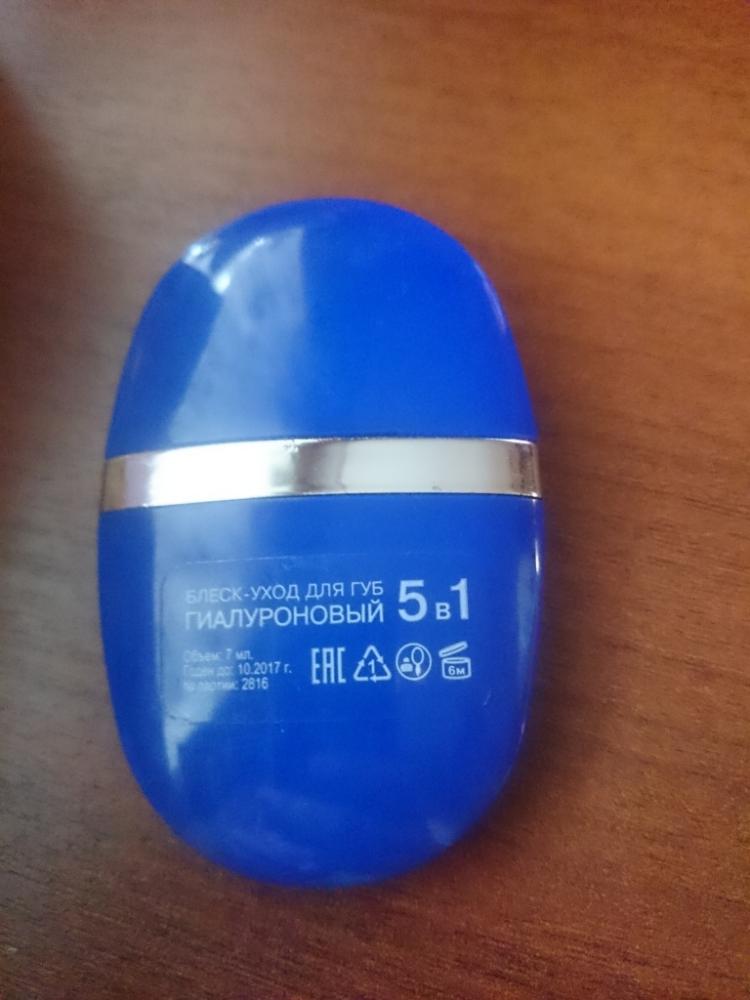 БЛЕСК-УХОД ДЛЯ ГУБ
ГИАЛУРОНОВЫЙ 5 в 1
Объем: 7 мл.
Годен до: 10.2017 г.
№ партии: 2816
EAC
1
6м